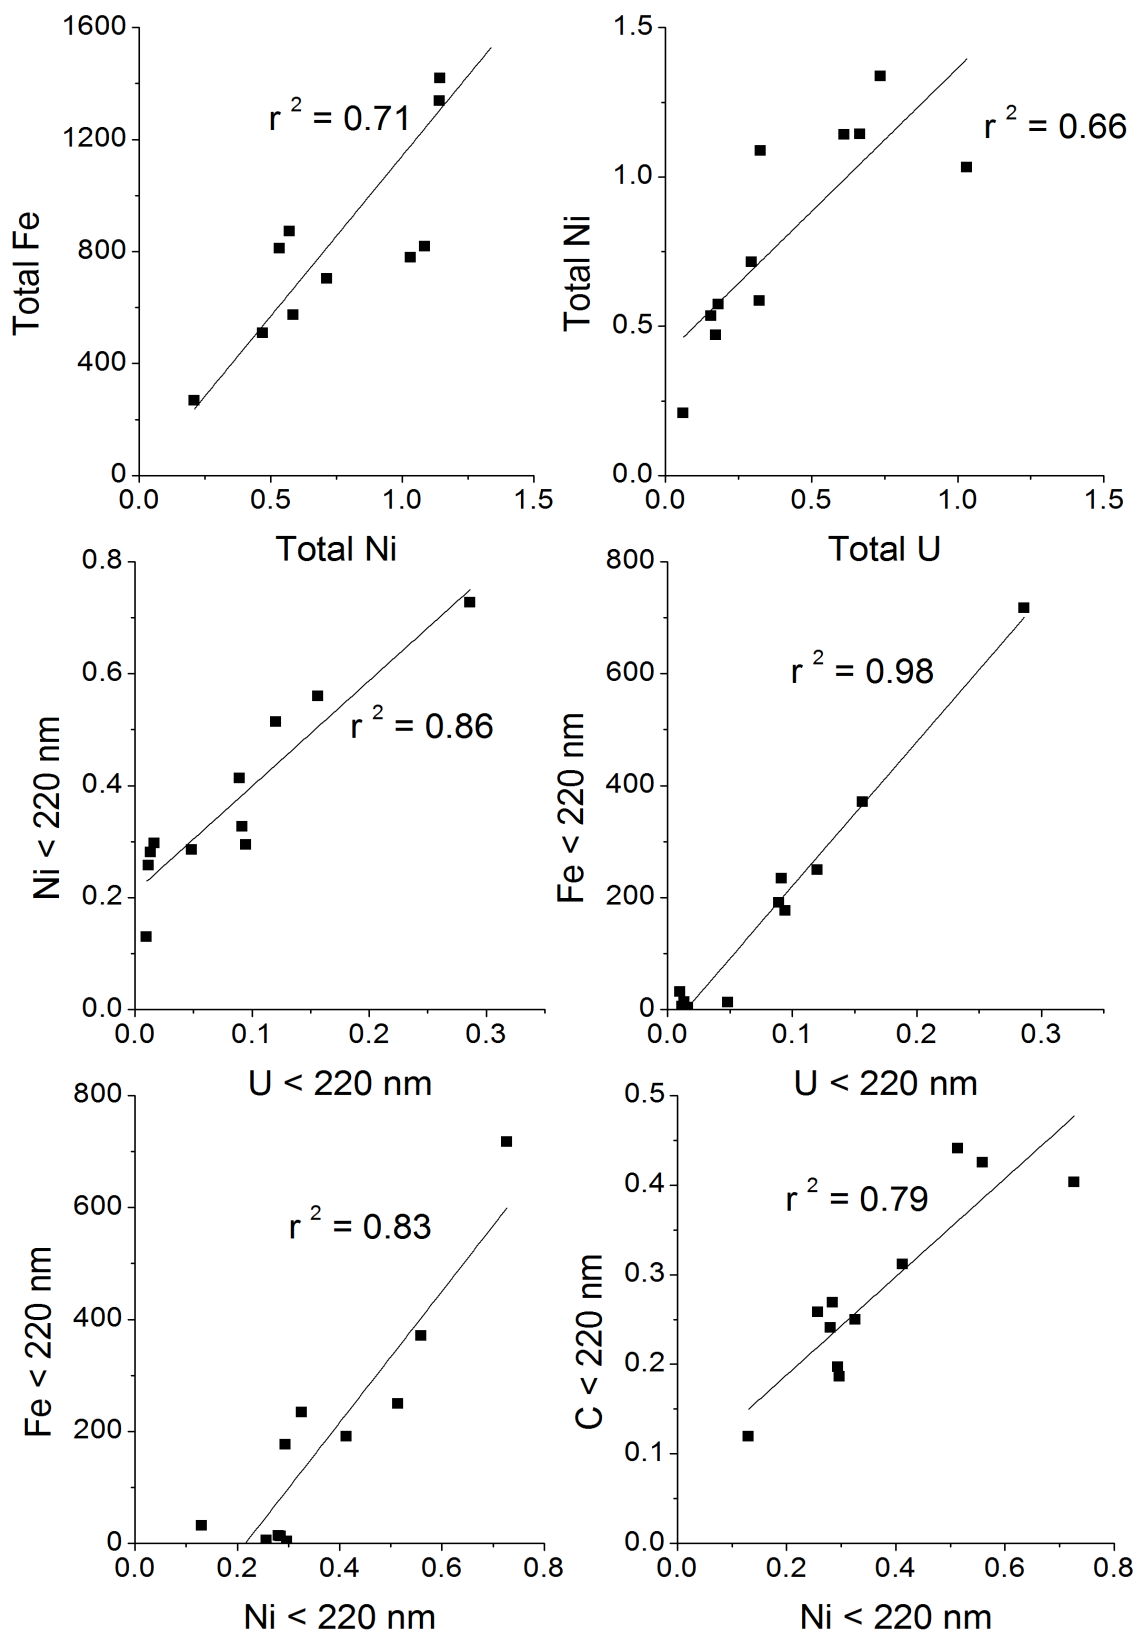 1600
1200
800
400
0
Total Fe
r 2 = 0.71
0.0 0.5 1.0 1.5
Total Ni
1.5
1.0
0.5
0.0
Total Ni
r 2 = 0.66
0.0 0.5 1.0 1.5
Total U
0.8
0.6
0.4
0.2
0.0
Ni < 220 nm
r 2 = 0.86
0.0 0.1 0.2 0.3
U < 220 nm
800
600
400
200
0
Fe < 220 nm
r 2 = 0.98
0.0 0.1 0.2 0.3
U < 220 nm
800
600
400
200
0
Fe < 220 nm
r 2 = 0.83
0.0 0.2 0.4 0.6 0.8
Ni < 220 nm
0.5
0.4
0.3
0.2
0.1
0.0
C < 220 nm
r 2 = 0.79
0.0 0.2 0.4 0.6 0.8
Ni < 220 nm